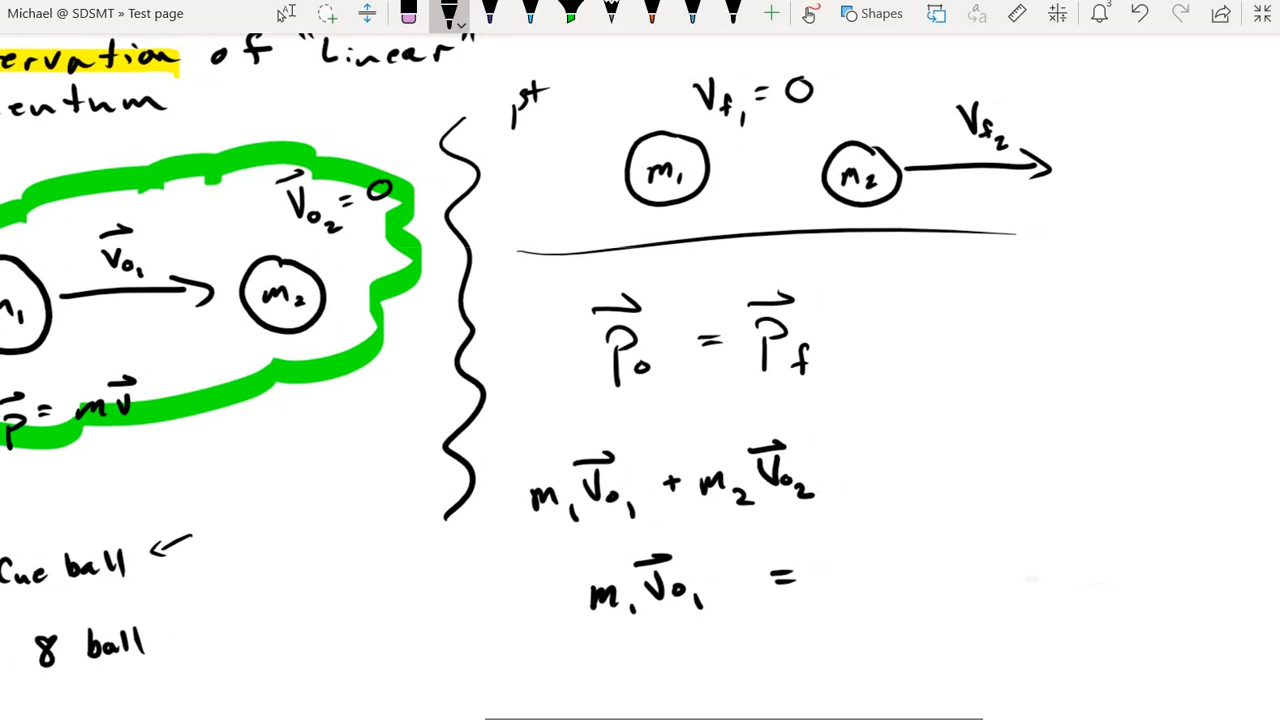 Michael @ SDSMT » Test page
Shapes
ervation of "Linear"
entum
V⃗o₂ = 0
V⃗o₁
m₁
m₂
p⃗ = mv⃗
Cue ball ←
8 ball
1st
Vf₁ = 0
Vf₂
m₁
m₂
P⃗o = P⃗f
m₁V⃗o₁ + m₂V⃗o₂
m₁V⃗o₁ =